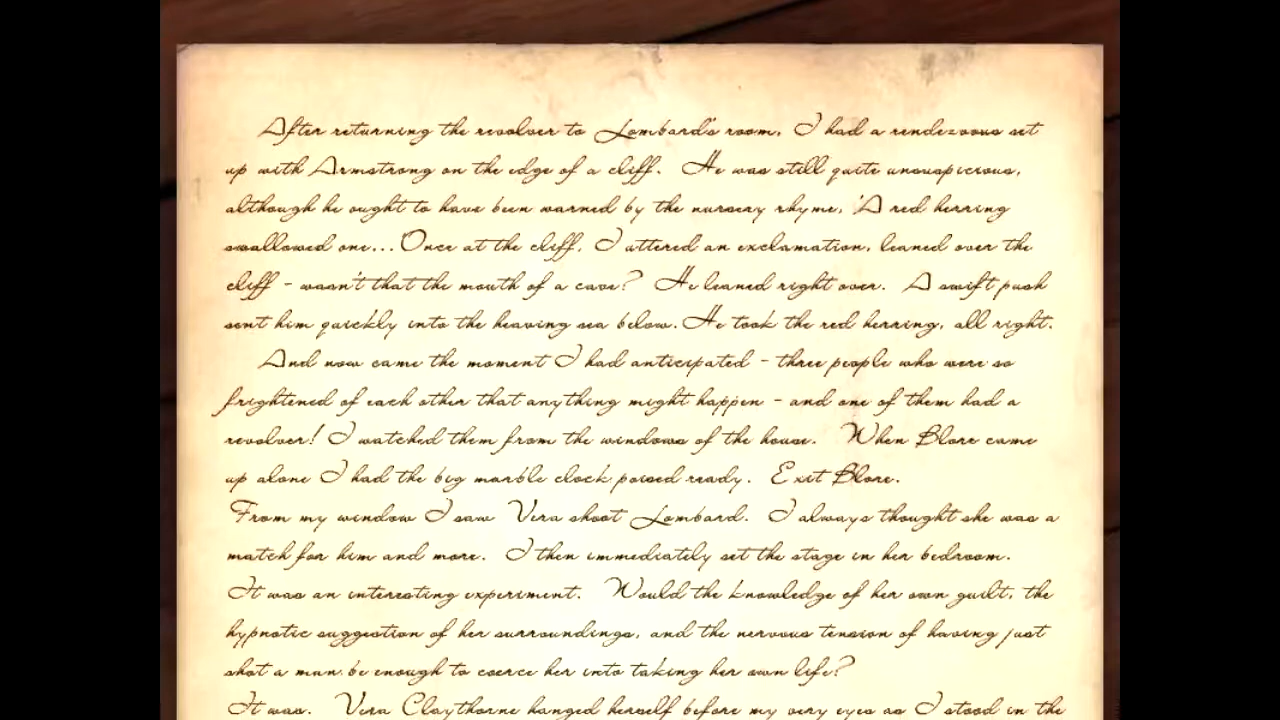 After returning the revolver to Lombard's room, I had a rendezvous set
up with Armstrong on the edge of a cliff. He was still quite unsuspicious,
although he ought to have been warned by the nursery rhyme, 'A red herring
swallowed one... Once at the cliff, I uttered an exclamation, leaned over the
cliff - wasn't that the mouth of a cave? He leaned right over. A swift push
sent him quickly into the heaving sea below. He took the red herring, all right.
And now came the moment I had anticipated - three people who were so
frightened of each other that anything might happen - and one of them had a
revolver! I watched them from the windows of the house. When Blore came
up alone I had the big marble clock poised ready. Exit Blore.
From my window I saw Vera shoot Lombard. I always thought she was a
match for him and more. I then immediately set the stage in her bedroom.
It was an interesting experiment. Would the knowledge of her own guilt, the
hypnotic suggestion of her surroundings, and the nervous tension of having just
shot a man be enough to coerce her into taking her own life?
It was. Vera Claythorne hanged herself before my very eyes as I stood in the